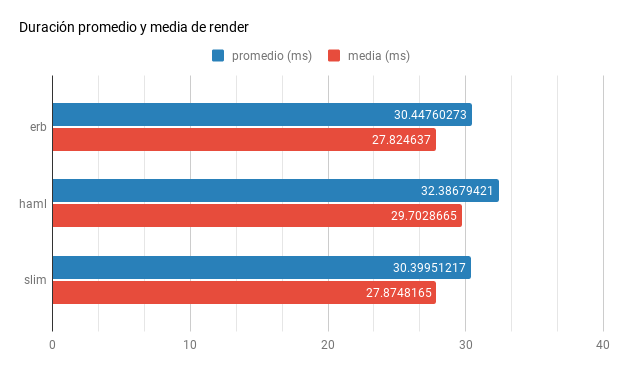 Duración promedio y media de render
promedio (ms) media (ms)
erb
30.44760273
27.824637
haml
32.38679421
29.7028665
slim
30.39951217
27.8748165
0 10 20 30 40